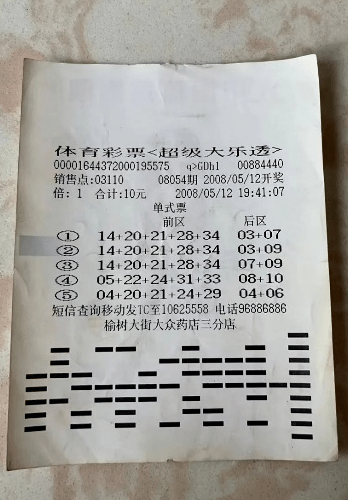 体育彩票<超级大乐透>
00001644372000195575 q>GDhl 00884440
销售点:03110 08054期 2008/05/12开奖
倍: 1 合计:10元 2008/05/12 19:41:07
单式票
前区 后区
① 14+20+21+28+34 03+07
② 14+20+21+28+34 03+09
③ 14+20+21+28+34 07+09
④ 05+22+24+31+33 08+10
⑤ 04+20+21+24+29 04+06
短信查询移动发TC至10625558 电话96886886
榆树大街大众药店三分店